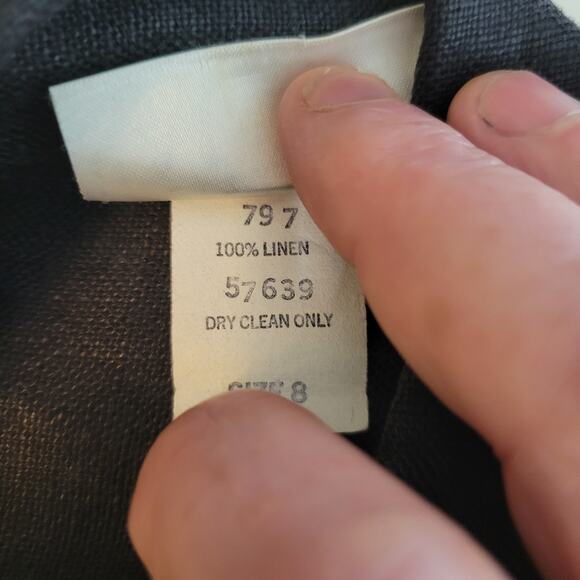 79 7
100% LINEN
57639
DRY CLEAN ONLY
SIZE 8